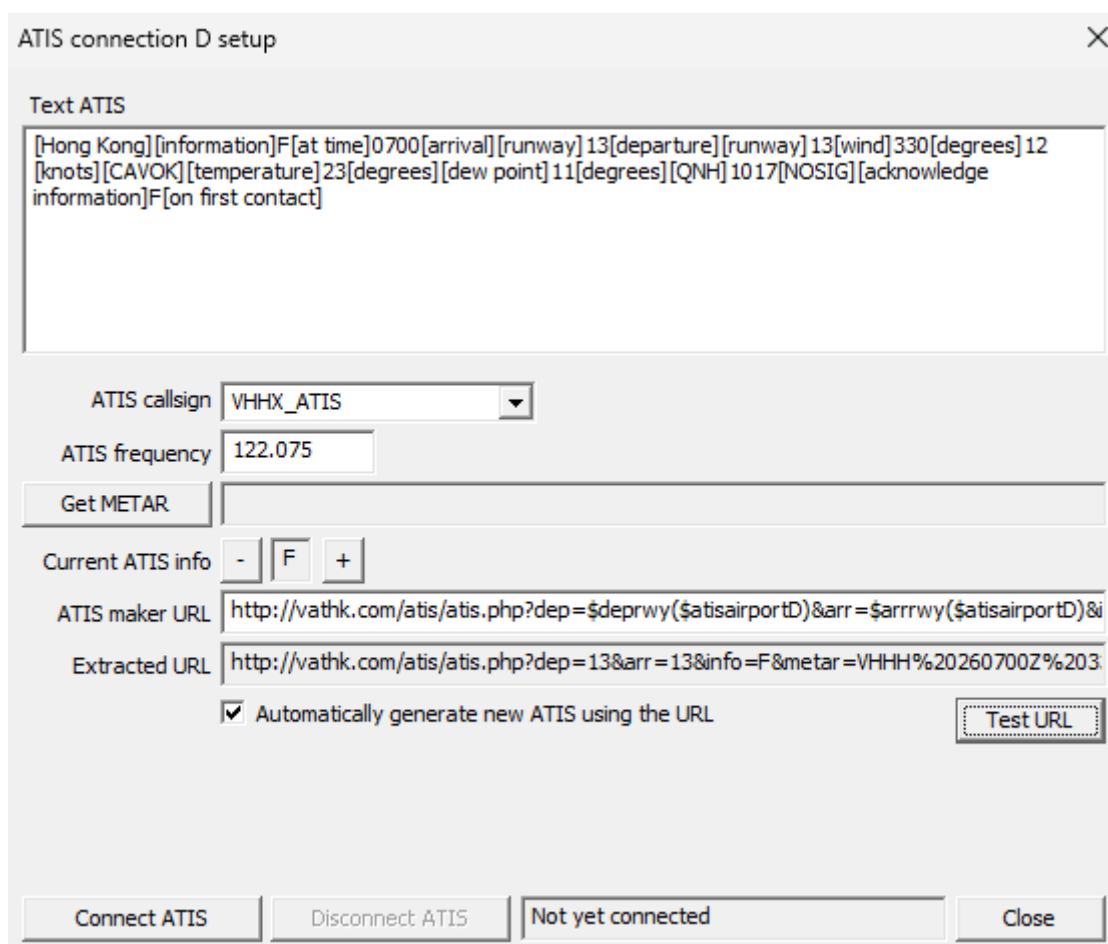 ATIS connection D setup
Text ATIS
[Hong Kong][information]F[at time]0700[arrival][runway]13[departure][runway]13[wind]330[degrees]12
[knots][CAVOK][temperature]23[degrees][dew point]11[degrees][QNH]1017[NOSIG][acknowledge
information]F[on first contact]
ATIS callsign VHHX_ATIS
ATIS frequency 122.075
Get METAR
Current ATIS info - F +
ATIS maker URL http://vathk.com/atis/atis.php?dep=$deprwy($atisairportD)&arr=$arrrwy($atisairportD)&i
Extracted URL http://vathk.com/atis/atis.php?dep=13&arr=13&info=F&metar=VHHH%20260700Z%203
Automatically generate new ATIS using the URL Test URL
Connect ATIS Disconnect ATIS Not yet connected Close